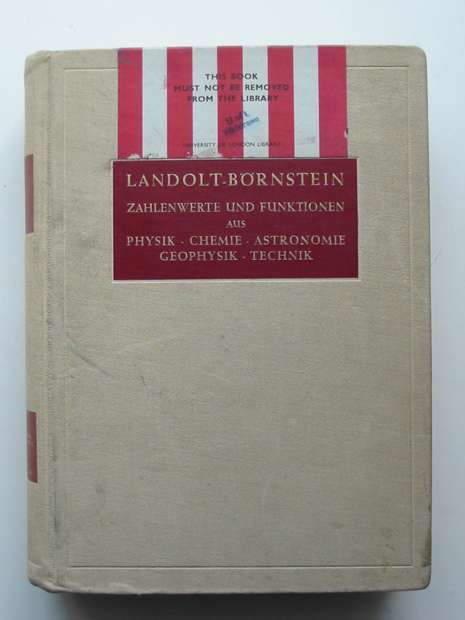 THIS BOOK
MUST NOT BE REMOVED
FROM THE LIBRARY
UNIVERSITY OF LONDON LIBRARY
LANDOLT-BÖRNSTEIN
ZAHLENWERTE UND FUNKTIONEN
AUS
PHYSIK · CHEMIE · ASTRONOMIE
GEOPHYSIK · TECHNIK